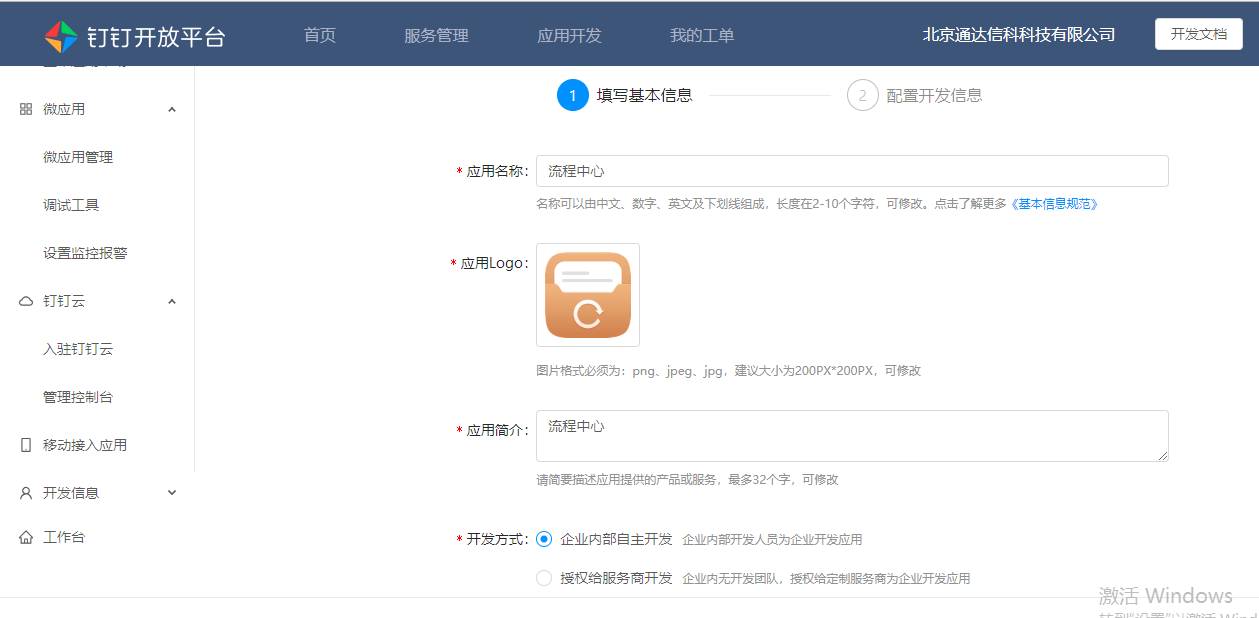 钉钉开放平台 首页 服务管理 应用开发 我的工单 北京通达信科科技有限公司 开发文档
微应用
微应用管理
调试工具
设置监控报警
钉钉云
入驻钉钉云
管理控制台
移动接入应用
开发信息
工作台
1 填写基本信息 2 配置开发信息
* 应用名称: 流程中心
名称可以由中文、数字、英文及下划线组成，长度在2-10个字符，可修改。点击了解更多《基本信息规范》
* 应用Logo:
图片格式必须为：png、jpeg、jpg，建议大小为200PX*200PX，可修改
* 应用简介: 流程中心
请简要描述应用提供的产品或服务，最多32个字，可修改
* 开发方式: 企业内部自主开发 企业内部开发人员为企业开发应用
授权给服务商开发 企业内无开发团队，授权给定制服务商为企业开发应用
激活 Windows